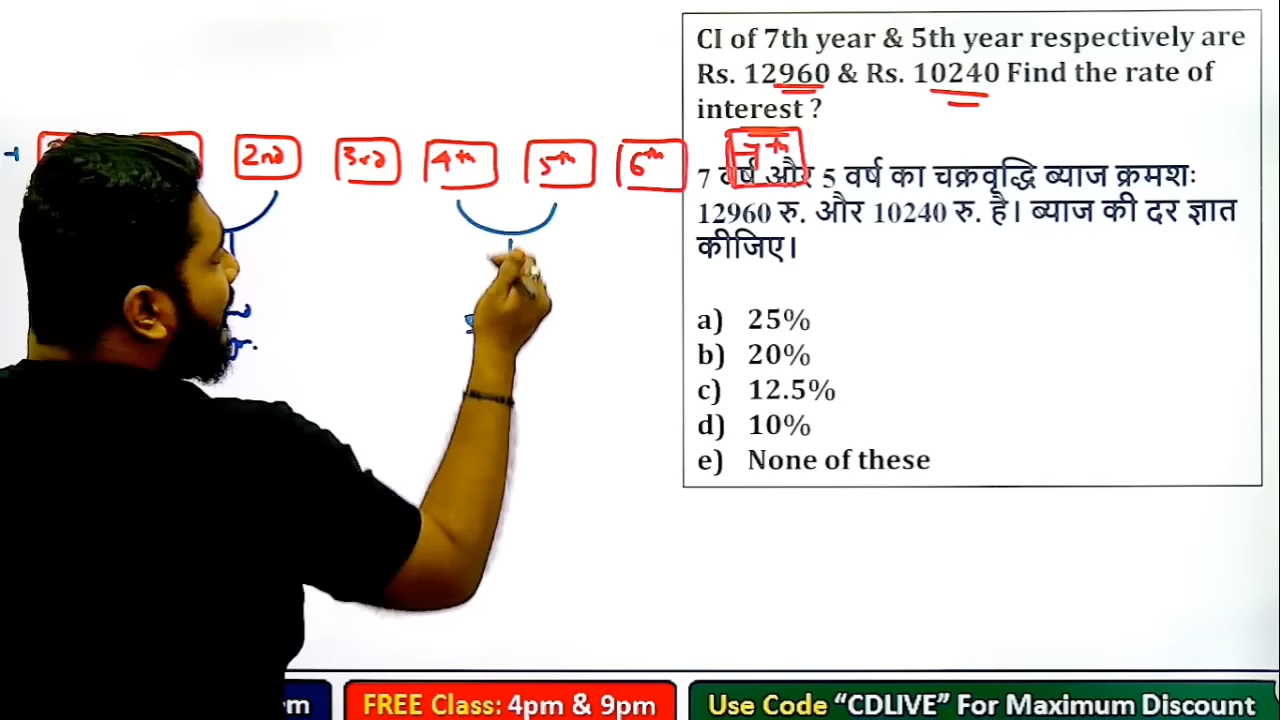 CI of 7th year & 5th year respectively are
Rs. 12960 & Rs. 10240 Find the rate of
interest ?
2nd 3rd 4th 5th 6th 7th
7 वर्ष और 5 वर्ष का चक्रवृद्धि ब्याज क्रमशः
12960 रु. और 10240 रु. है। ब्याज की दर ज्ञात
कीजिए।
a) 25%
b) 20%
c) 12.5%
d) 10%
e) None of these
FREE Class: 4pm & 9pm
Use Code “CDLIVE” For Maximum Discount